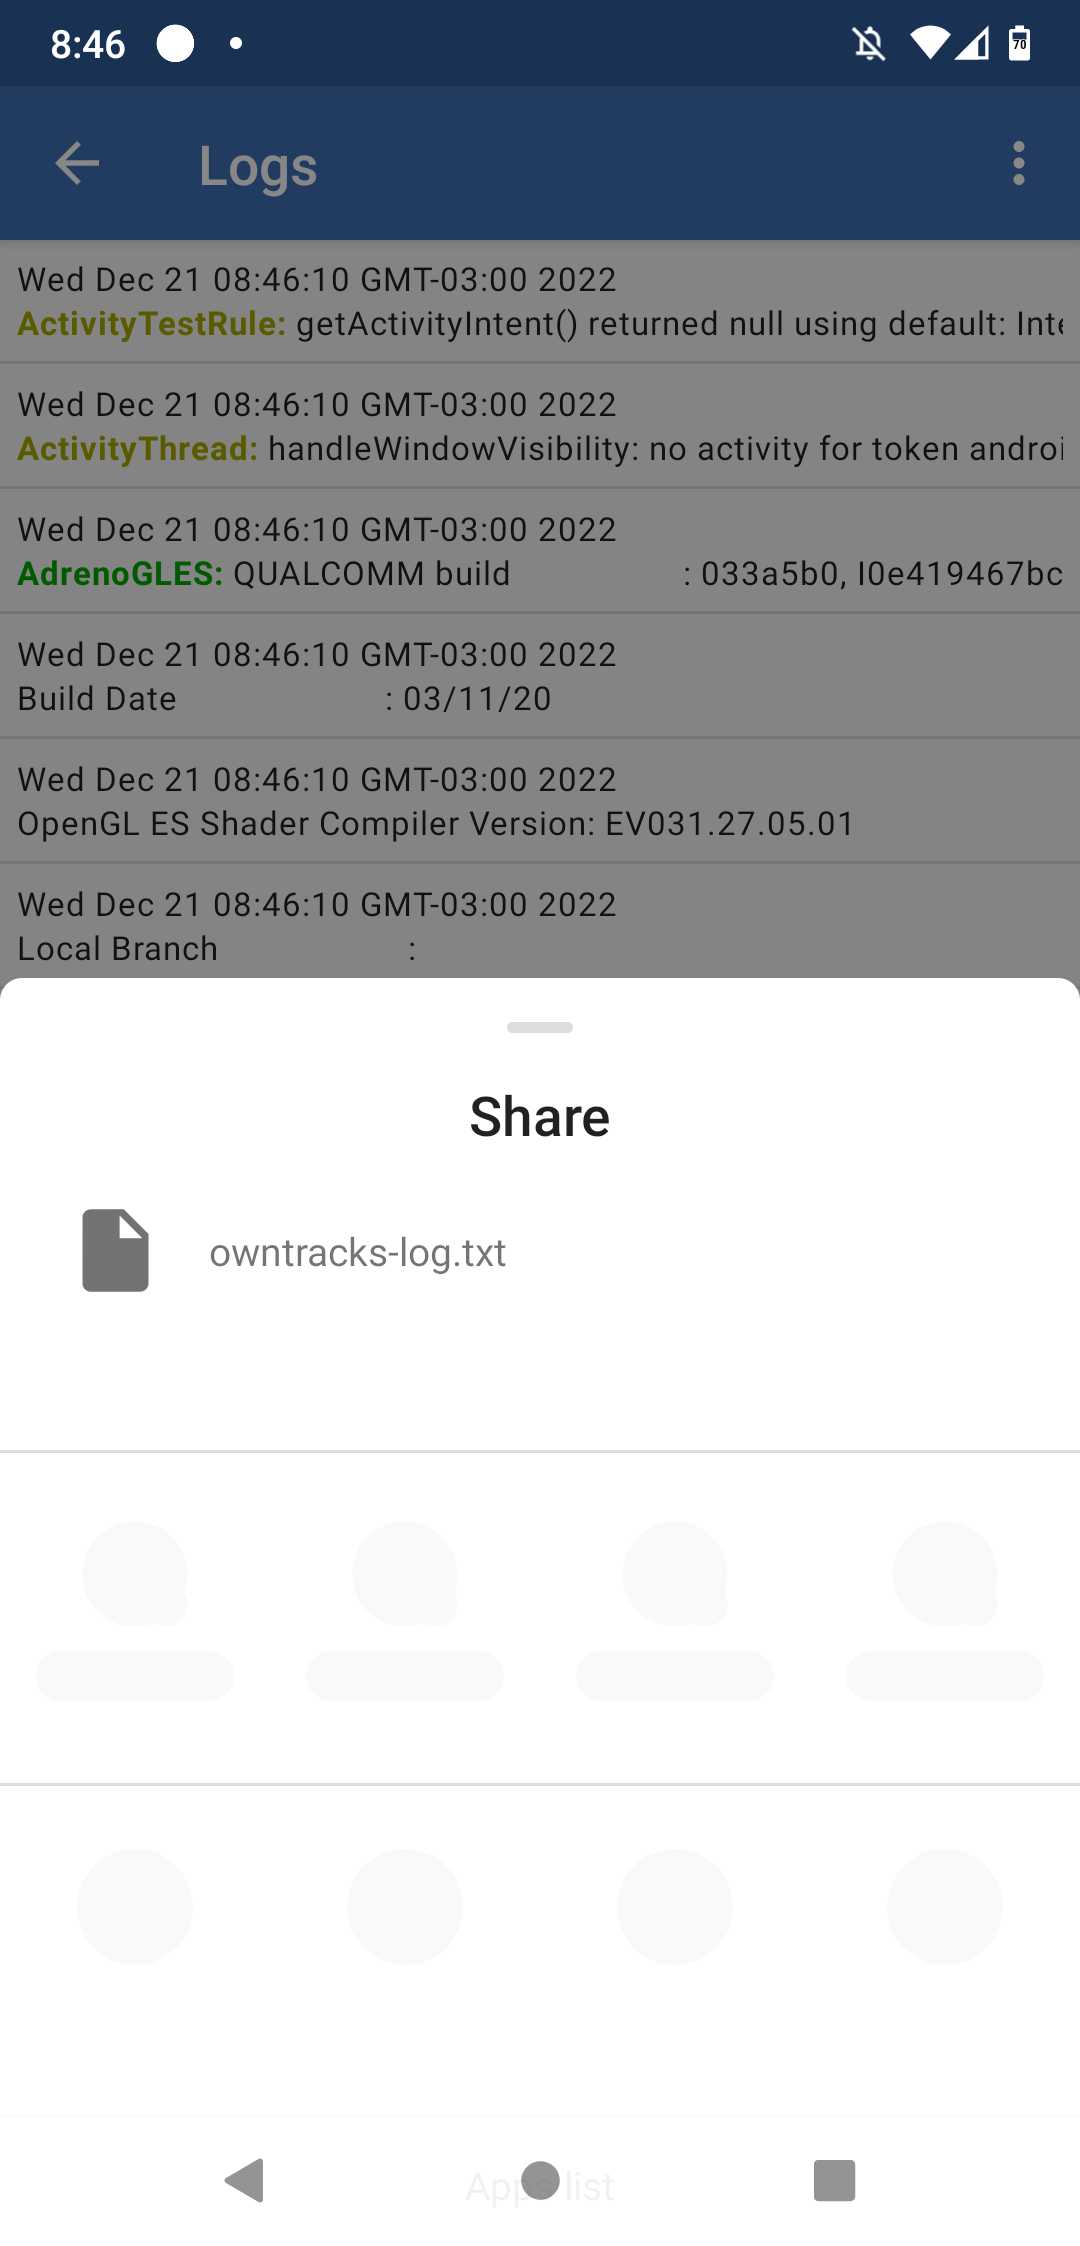 8:46
70
Logs
Wed Dec 21 08:46:10 GMT-03:00 2022
ActivityTestRule: getActivityIntent() returned null using default: Inte
Wed Dec 21 08:46:10 GMT-03:00 2022
ActivityThread: handleWindowVisibility: no activity for token androi
Wed Dec 21 08:46:10 GMT-03:00 2022
AdrenoGLES: QUALCOMM build : 033a5b0, I0e419467bc
Wed Dec 21 08:46:10 GMT-03:00 2022
Build Date : 03/11/20
Wed Dec 21 08:46:10 GMT-03:00 2022
OpenGL ES Shader Compiler Version: EV031.27.05.01
Wed Dec 21 08:46:10 GMT-03:00 2022
Local Branch :
Share
owntracks-log.txt
Apps list